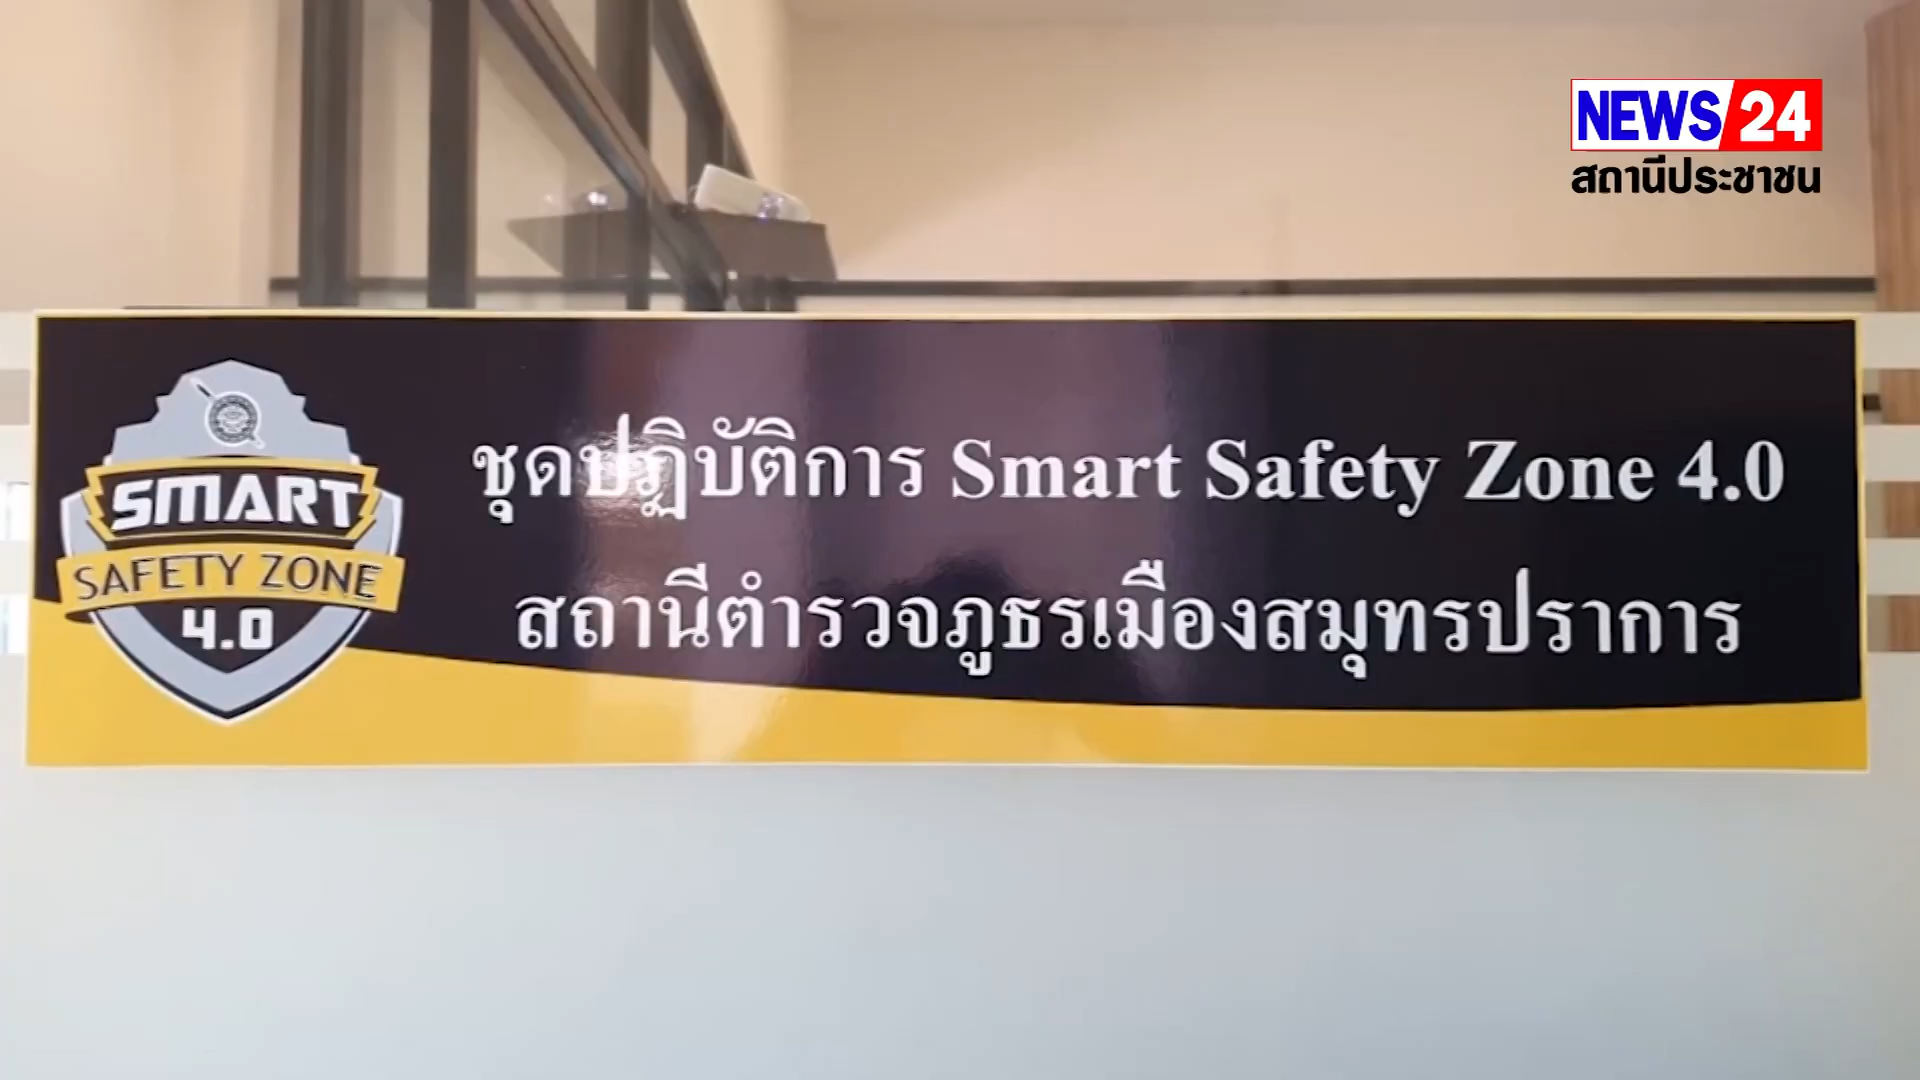 NEWS/24
สถานีประชาชน
ชุดปฏิบัติการ Smart Safety Zone 4.0
สถานีตำรวจภูธรเมืองสมุทรปราการ
SMART
SAFETY ZONE
4.0